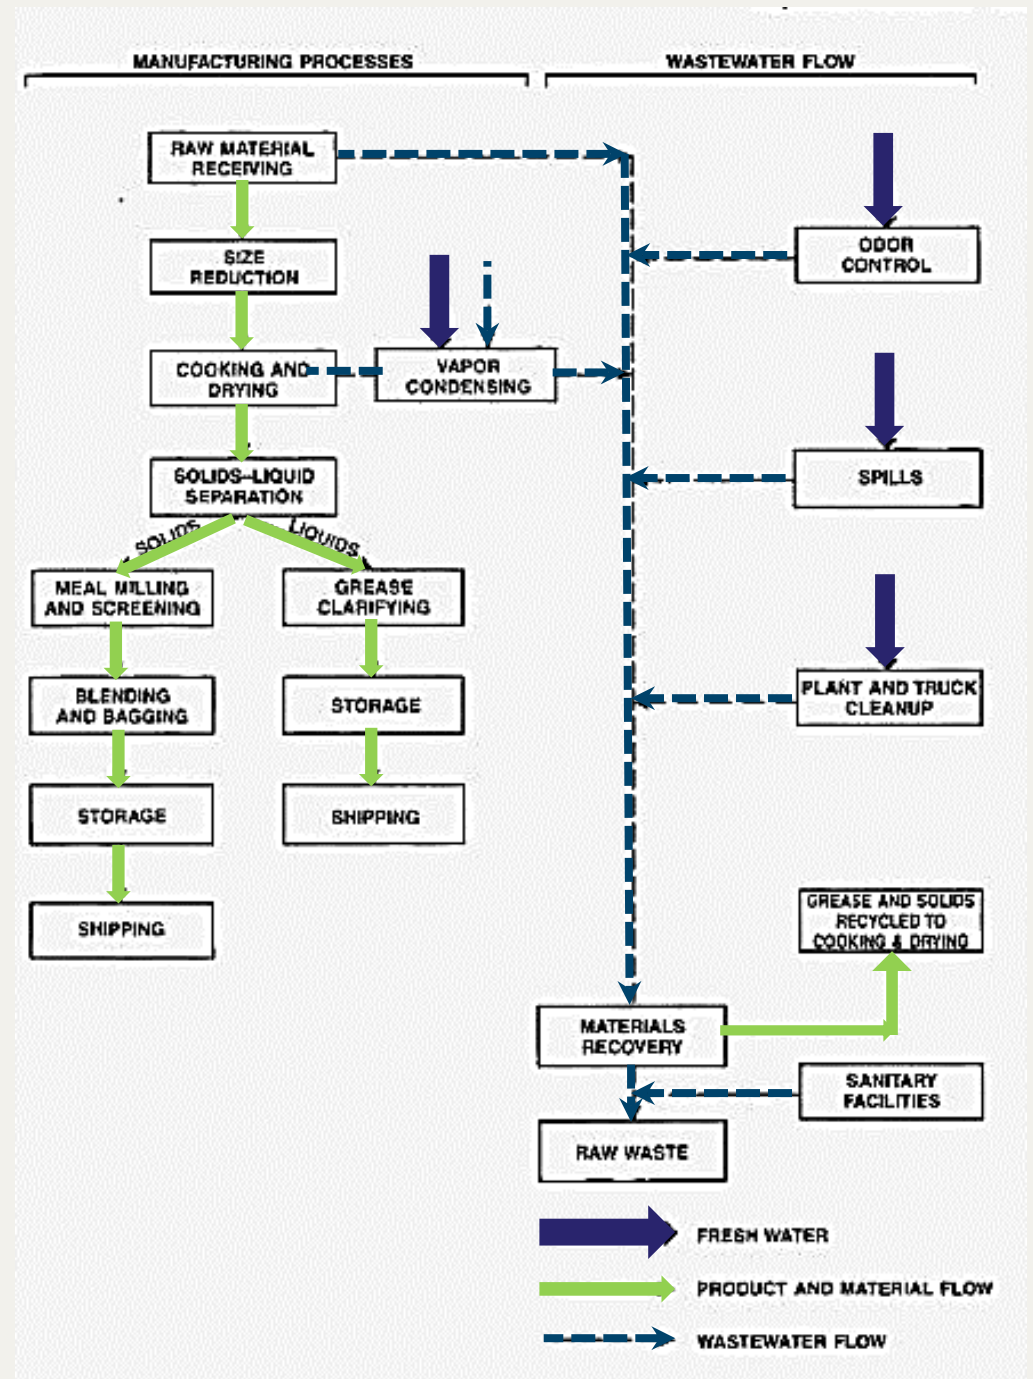 MANUFACTURING PROCESSES
WASTEWATER FLOW
RAW MATERIAL
RECEIVING
ODOR
CONTROL
SIZE
REDUCTION
COOKING AND
DRYING
VAPOR
CONDENSING
SOLIDS-LIQUID
SEPARATION
SPILLS
SOLIDS
LIQUIDS
MEAL MILLING
AND SCREENING
GREASE
CLARIFYING
BLENDING
AND BAGGING
STORAGE
PLANT AND TRUCK
CLEANUP
STORAGE
SHIPPING
SHIPPING
GREASE AND SOLIDS
RECYCLED TO
COOKING & DRYING
MATERIALS
RECOVERY
SANITARY
FACILITIES
RAW WASTE
FRESH WATER
PRODUCT AND MATERIAL FLOW
WASTEWATER FLOW